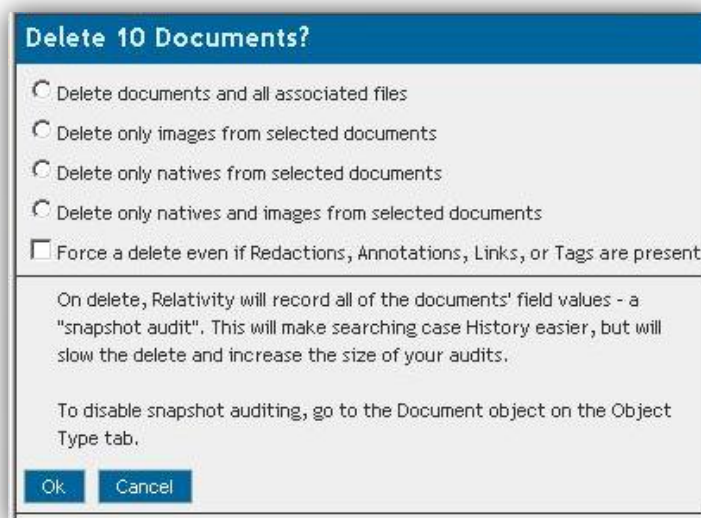 Delete 10 Documents?
Delete documents and all associated files
Delete only images from selected documents
Delete only natives from selected documents
Delete only natives and images from selected documents
Force a delete even if Redactions, Annotations, Links, or Tags are present
On delete, Relativity will record all of the documents' field values - a
"snapshot audit". This will make searching case History easier, but will
slow the delete and increase the size of your audits.
To disable snapshot auditing, go to the Document object on the Object
Type tab.
Ok Cancel